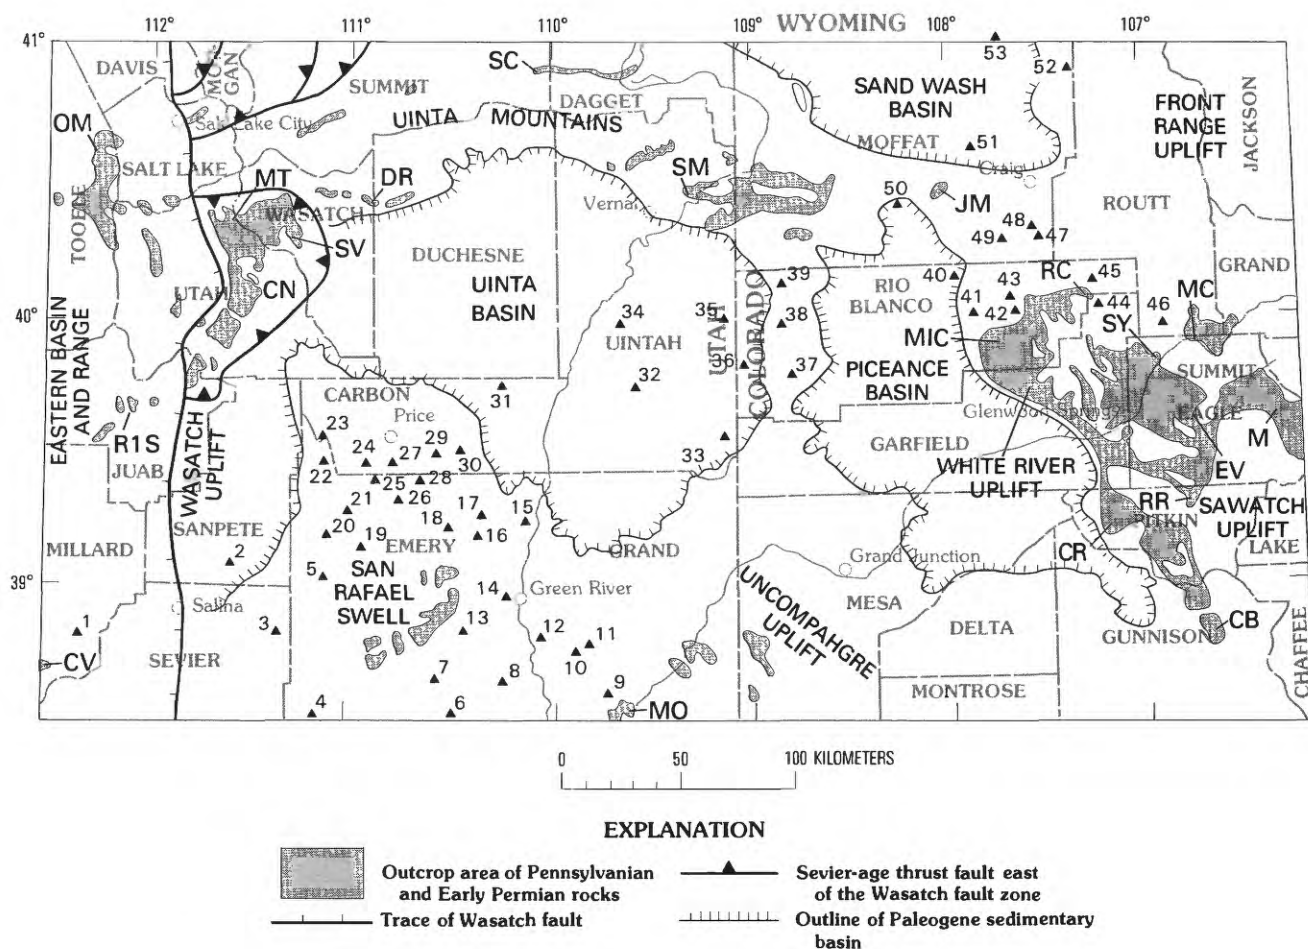 WYOMING
112°
111°
110°
109°
108°
107°
41°
40°
39°
DAVIS
MOR
GAN
SUMMIT
SC
DAGGET
53
52
SAND WASH
BASIN
MOFFAT
51
Craig
FRONT
RANGE
UPLIFT
JACKSON
OM
Salt Lake City
UINTA MOUNTAINS
SALT LAKE
MT
DR
SM
WASATCH
Vernal
50
JM
ROUTT
TOOELE
SV
DUCHESNE
48
49
47
GRAND
UINTA
BASIN
CN
UTAH
39
40
RIO
BLANCO
43
RC
45
41
42
44
46
MC
34
35
UINTAH
UTAH
COLORADO
38
SY
MIC
36
37
PICEANCE
BASIN
SUMMIT
32
EASTERN BASIN
AND RANGE
CARBON
31
Price
Glenwood Springs
EAGLE
R1S
23
29
33
GARFIELD
M
JUAB
24
27
30
WASATCH
UPLIFT
22
WHITE RIVER
UPLIFT
EV
25
28
21
26
17
15
RR
SAWATCH
UPLIFT
SANPETE
18
PITKIN
20
19
16
MILLARD
2
EMERY
GRAND
CR
LAKE
5
SAN
RAFAEL
SWELL
Grand Junction
14
Green River
MESA
Salina
UNCOMPAHGRE
UPLIFT
1
3
13
12
11
DELTA
GUNNISON
CB
CHAFFEE
CV
SEVIER
10
7
8
9
MONTROSE
4
6
MO
0 50 100 KILOMETERS
EXPLANATION
Outcrop area of Pennsylvanian
and Early Permian rocks
Trace of Wasatch fault
Sevier-age thrust fault east
of the Wasatch fault zone
Outline of Paleogene sedimentary
basin